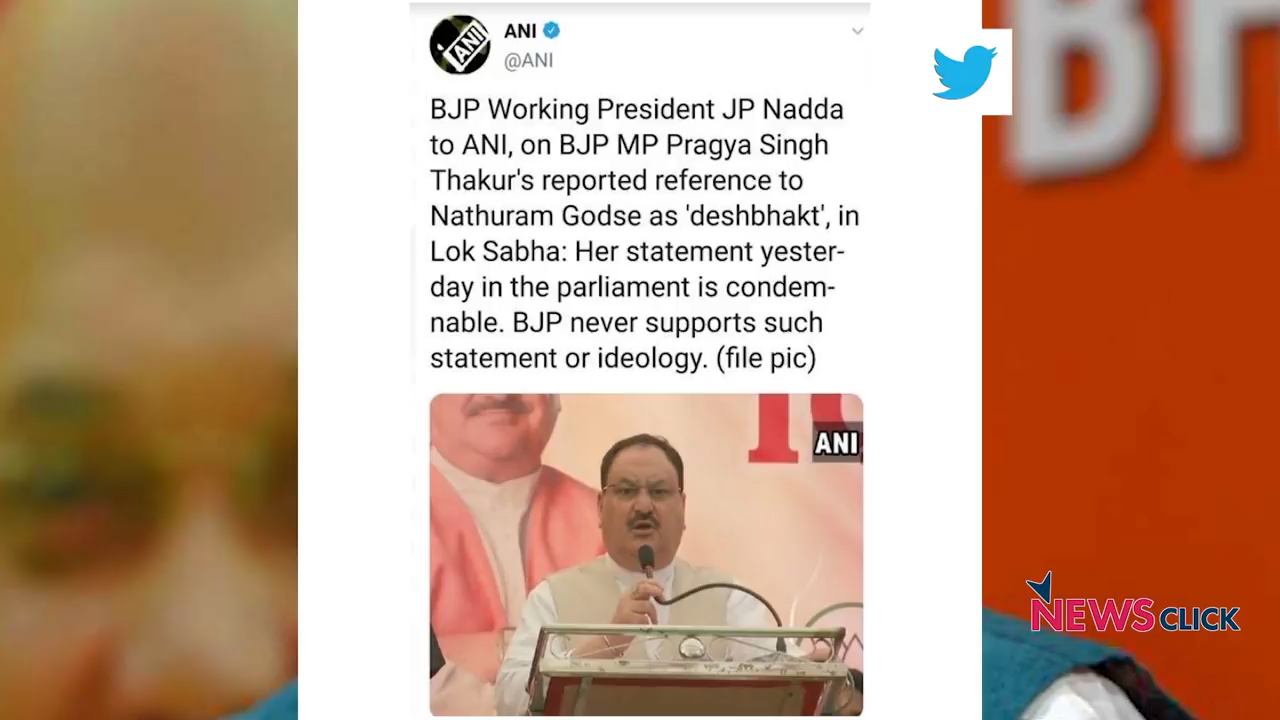 ANI
@ANI
BJP Working President JP Nadda
to ANI, on BJP MP Pragya Singh
Thakur's reported reference to
Nathuram Godse as 'deshbhakt', in
Lok Sabha: Her statement yester-
day in the parliament is condem-
nable. BJP never supports such
statement or ideology. (file pic)
ANI
NEWSCLICK